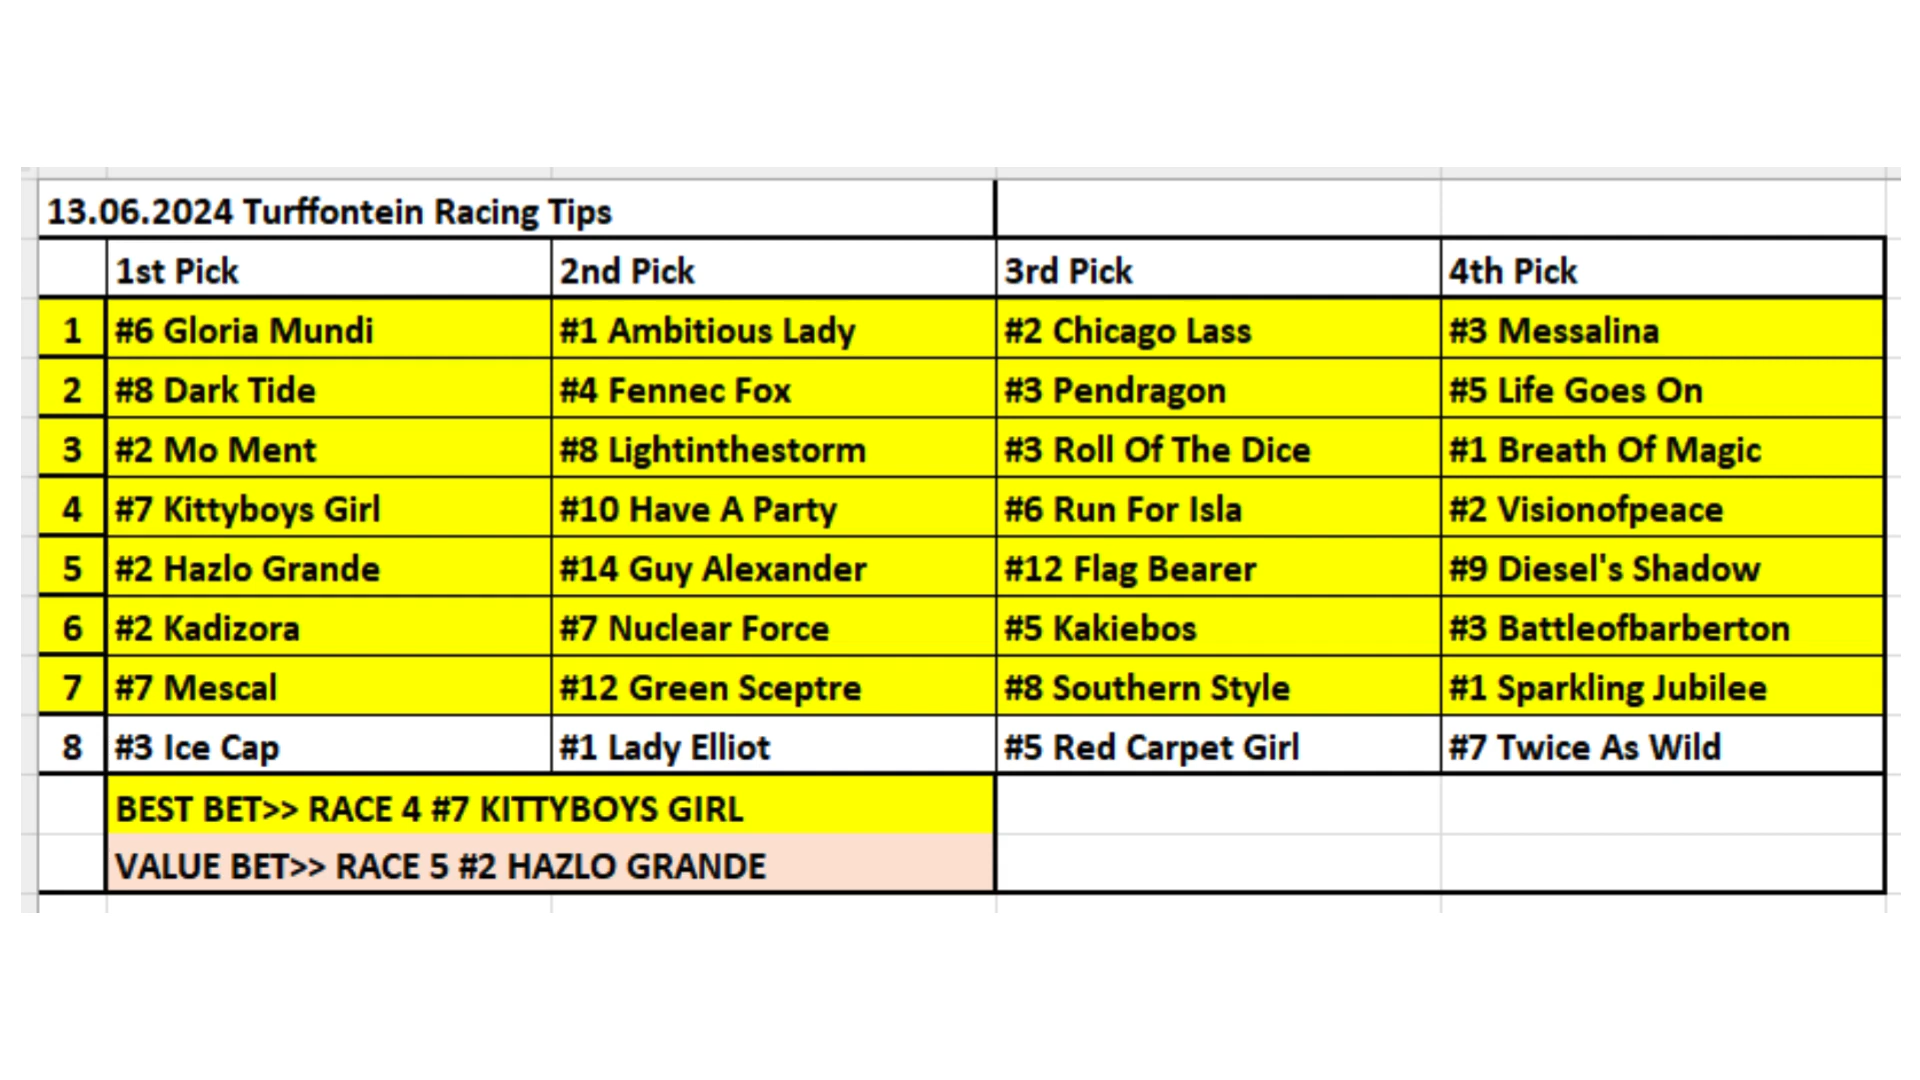 13.06.2024 Turffontein Racing Tips
1st Pick 2nd Pick 3rd Pick 4th Pick
1 #6 Gloria Mundi #1 Ambitious Lady #2 Chicago Lass #3 Messalina
2 #8 Dark Tide #4 Fennec Fox #3 Pendragon #5 Life Goes On
3 #2 Mo Ment #8 Lightinthestorm #3 Roll Of The Dice #1 Breath Of Magic
4 #7 Kittyboys Girl #10 Have A Party #6 Run For Isla #2 Visionofpeace
5 #2 Hazlo Grande #14 Guy Alexander #12 Flag Bearer #9 Diesel's Shadow
6 #2 Kadizora #7 Nuclear Force #5 Kakiebos #3 Battleofbarberton
7 #7 Mescal #12 Green Sceptre #8 Southern Style #1 Sparkling Jubilee
8 #3 Ice Cap #1 Lady Elliot #5 Red Carpet Girl #7 Twice As Wild
BEST BET>> RACE 4 #7 KITTYBOYS GIRL
VALUE BET>> RACE 5 #2 HAZLO GRANDE